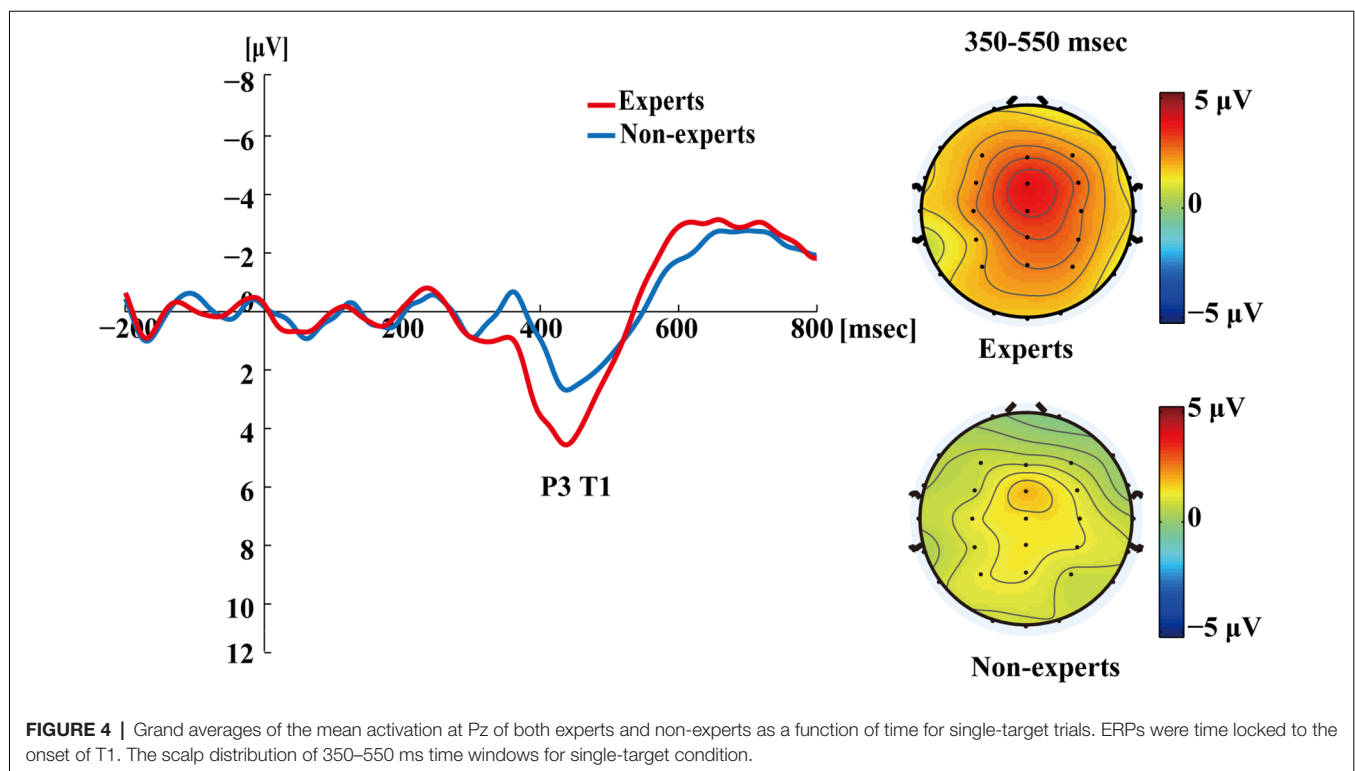 [μV]
−8
−6
−4
−2
0
2
4
6
8
10
12
−200
200
400
600
800 [msec]
Experts
Non-experts
P3 T1
350-550 msec
5 μV
0
−5 μV
Experts
5 μV
0
−5 μV
Non-experts
FIGURE 4 | Grand averages of the mean activation at Pz of both experts and non-experts as a function of time for single-target trials. ERPs were time locked to the
onset of T1. The scalp distribution of 350–550 ms time windows for single-target condition.